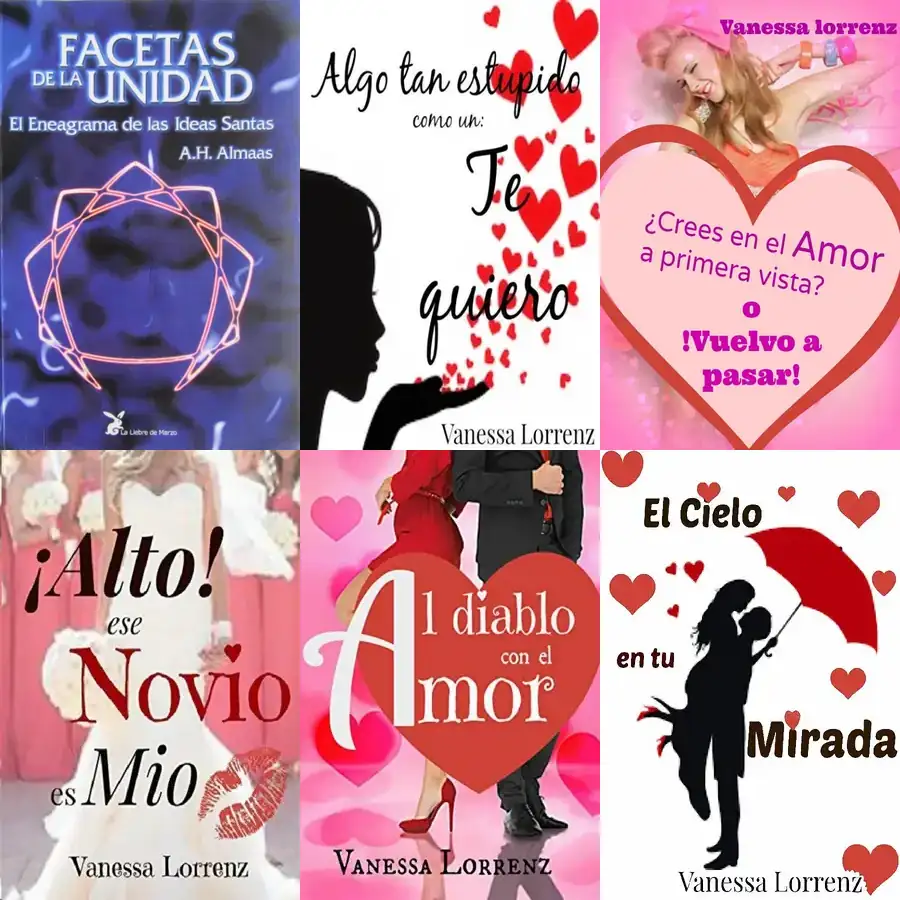 FACETAS
DE LA UNIDAD
El Eneagrama de las Ideas Santas
A.H. Almaas
La Llebre de Marzo
Algo tan estupido
como un:
Te
quiero
Vanessa Lorrenz
Vanessa lorrenz
¿Crees en el Amor
a primera vista?
o
!Vuelvo a
pasar!
¡Alto!
ese
Novio
es Mio
Vanessa Lorrenz
Al diablo
con el
Amor
Vanessa Lorrenz
El Cielo
en tu
Mirada
Vanessa Lorrenz